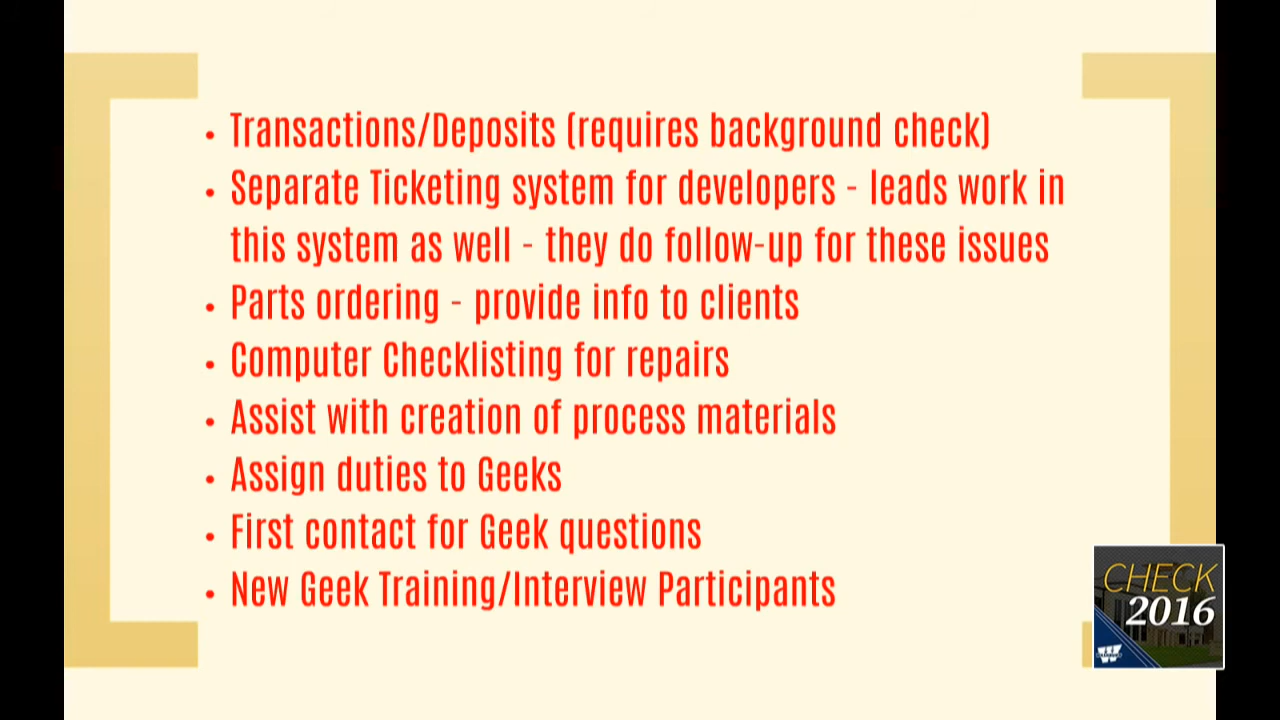 • Transactions/Deposits (requires background check)
• Separate Ticketing system for developers - leads work in
this system as well - they do follow-up for these issues
• Parts ordering - provide info to clients
• Computer Checklisting for repairs
• Assist with creation of process materials
• Assign duties to Geeks
• First contact for Geek questions
• New Geek Training/Interview Participants
CHECK
2016
W